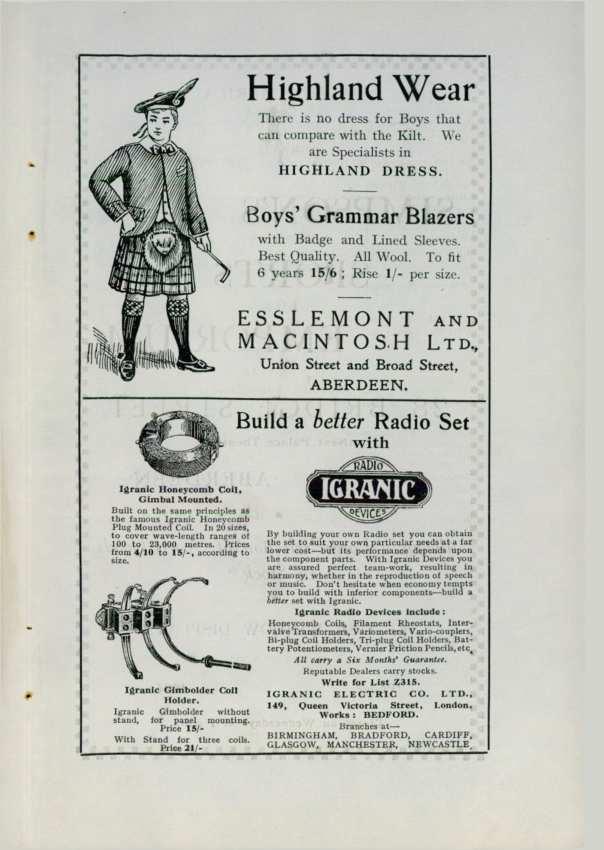 Highland Wear
There is no dress for Boys that
can compare with the Kilt. We
are Specialists in
HIGHLAND DRESS.
Boys' Grammar Blazers
with Badge and Lined Sleeves.
Best Quality. All Wool. To fit
6 years 15/6 ; Rise 1/- per size.
ESSLEMONT AND
MACINTOSH LTD.,
Union Street and Broad Street,
ABERDEEN.
Build a better Radio Set
with
RADIO
IGRANIC
DEVICES
Igranic Honeycomb Coil,
Gimbal Mounted.
Built on the same principles as
the famous Igranic Honeycomb
Plug Mounted Coil. In 20 sizes,
to cover wave-length ranges of
100 to 23,000 metres. Prices
from 4/10 to 15/-, according to
size.
Igranic Gimbolder Coil
Holder.
Igranic Gimbolder without
stand, for panel mounting.
Price 15/-
With Stand for three coils.
Price 21/-
By building your own Radio set you can obtain
the set to suit your own particular needs at a far
lower cost—but its performance depends upon
the component parts. With Igranic Devices you
are assured perfect team-work, resulting in
harmony, whether in the reproduction of speech
or music. Don't hesitate when economy tempts
you to build with inferior components—build a
better set with Igranic.
Igranic Radio Devices include :
Honeycomb Coils, Filament Rheostats, Inter-
valve Transformers, Variometers, Vario-couplers,
Bi-plug Coil Holders, Tri-plug Coil Holders, Bat-
tery Potentiometers, Vernier Friction Pencils, etc,
All carry a Six Months' Guarantee.
Reputable Dealers carry stocks.
Write for List Z315.
IGRANIC ELECTRIC CO. LTD.,
149, Queen Victoria Street, London.
Works : BEDFORD.
Branches at—
BIRMINGHAM, BRADFORD, CARDIFF,
GLASGOW, MANCHESTER, NEWCASTLE.